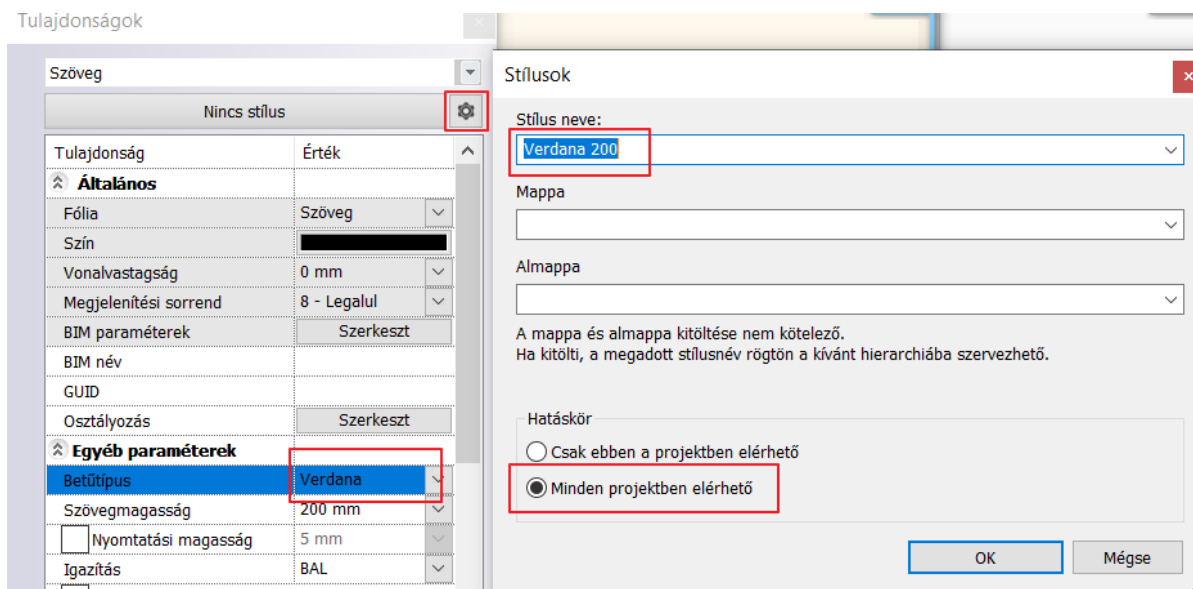 Tulajdonságok
Szöveg
Nincs stílus
Tulajdonság Érték
Általános
Fólia Szöveg
Szín
Vonalvastagság 0 mm
Megjelenítési sorrend 8 - Legalul
BIM paraméterek Szerkeszt
BIM név
GUID
Osztályozás Szerkeszt
Egyéb paraméterek
Betűtípus Verdana
Szövegmagasság 200 mm
Nyomtatási magasság 5 mm
Igazítás BAL
Stílusok
Stílus neve:
Verdana 200
Mappa
Almappa
A mappa és almappa kitöltése nem kötelező.
Ha kitölti, a megadott stílusnév rögtön a kívánt hierarchiába szervezhető.
Hatáskör
Csak ebben a projektben elérhető
Minden projektben elérhető
OK Mégse